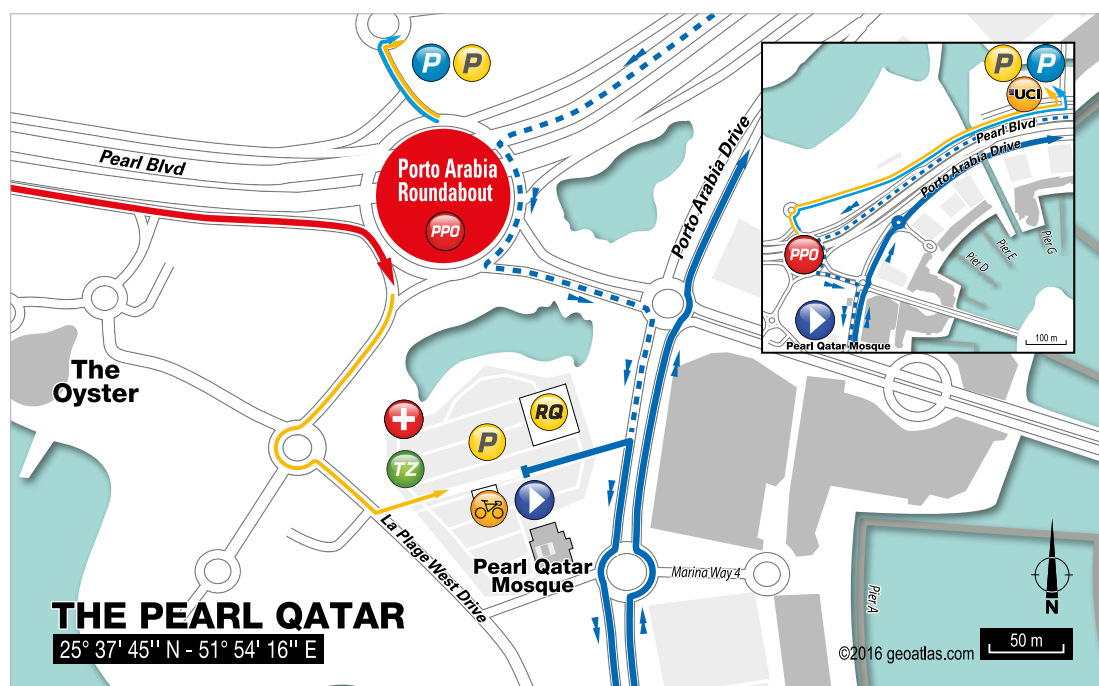 P
P
Pearl Blvd
Porto Arabia
Roundabout
PPO
Porto Arabia Drive
P
P
UCI
Pearl Blvd
Porto Arabia Drive
PPO
Pier D
Pier E
Pier G
Pearl Qatar Mosque
100 m
The
Oyster
RQ
P
TZ
La Plage West Drive
Pearl Qatar
Mosque
Marina Way 4
Pier A
N
THE PEARL QATAR
25° 37' 45" N - 51° 54' 16" E
©2016 geoatlas.com
50 m